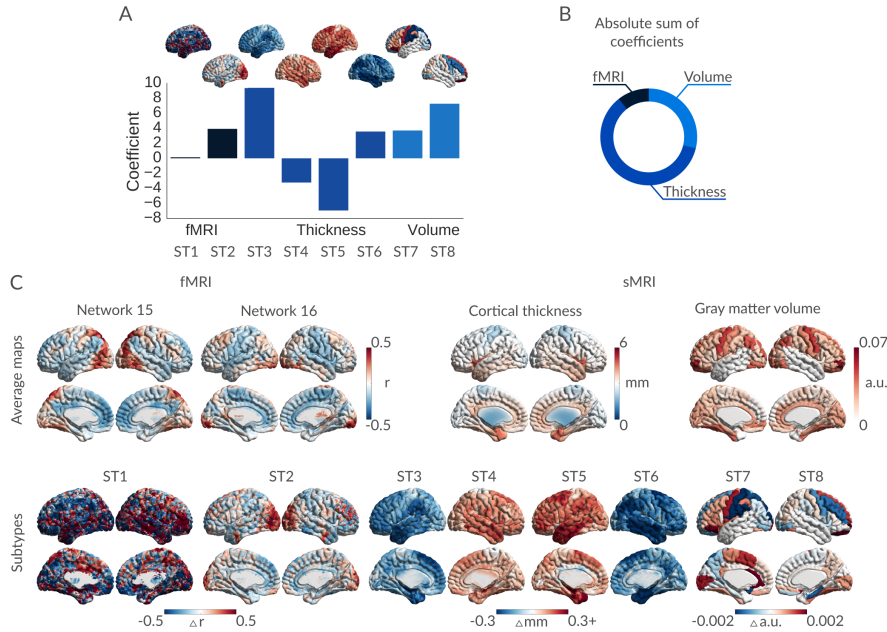 A
10
8
6
4
2
0
−2
−4
−6
−8
Coefficient
fMRI Thickness Volume
ST1 ST2 ST3 ST4 ST5 ST6 ST7 ST8
B
Absolute sum of
coefficients
fMRI
Volume
Thickness
C
fMRI sMRI
Network 15 Network 16 Cortical thickness Gray matter volume
Average maps
0.5
r
-0.5
6
mm
0
0.07
a.u.
0
ST1 ST2 ST3 ST4 ST5 ST6 ST7 ST8
Subtypes
-0.5 △r 0.5
-0.3 △mm 0.3+
-0.002 △a.u. 0.002